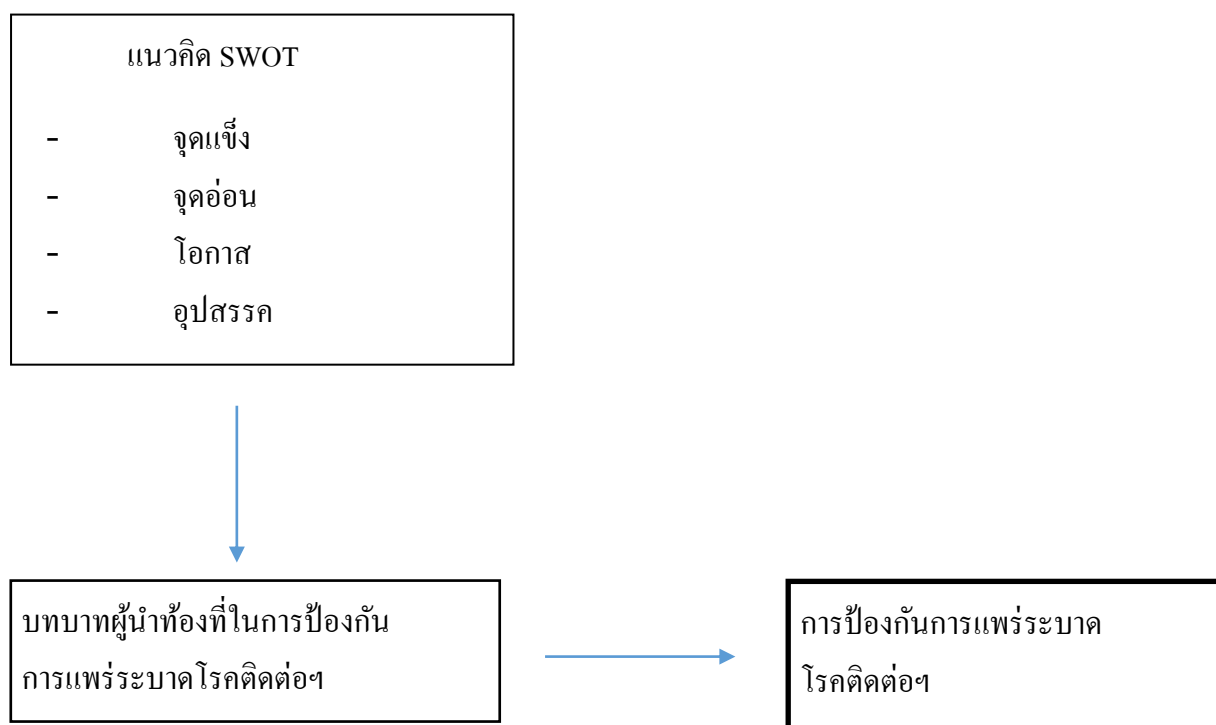 แนวคิด SWOT
- จุดแข็ง
- จุดอ่อน
- โอกาส
- อุปสรรค
บทบาทผู้นำท้องที่ในการป้องกัน
การแพร่ระบาดโรคติดต่อฯ
การป้องกันการแพร่ระบาด
โรคติดต่อฯ